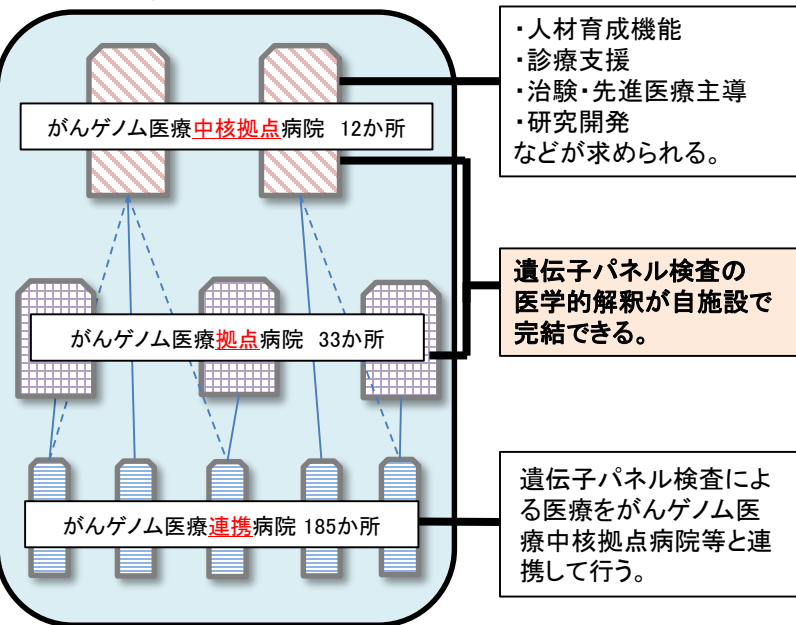 ・人材育成機能
・診療支援
・治験・先進医療主導
・研究開発
などが求められる。
がんゲノム医療中核拠点病院 12か所
遺伝子パネル検査の
医学的解釈が自施設で
完結できる。
がんゲノム医療拠点病院 33か所
遺伝子パネル検査によ
る医療をがんゲノム医
療中核拠点病院等と連
携して行う。
がんゲノム医療連携病院 185か所